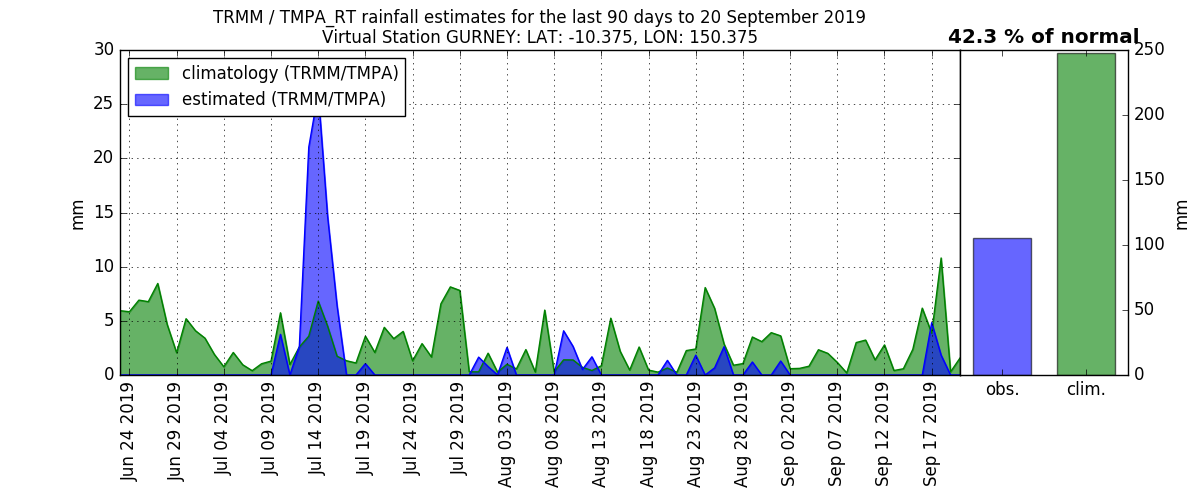 TRMM / TMPA_RT rainfall estimates for the last 90 days to 20 September 2019
Virtual Station GURNEY: LAT: -10.375, LON: 150.375
42.3 % of normal
climatology (TRMM/TMPA)
estimated (TRMM/TMPA)
30
25
20
15
10
5
0
mm
250
200
150
100
50
0
mm
Jun 24 2019
Jun 29 2019
Jul 04 2019
Jul 09 2019
Jul 14 2019
Jul 19 2019
Jul 24 2019
Jul 29 2019
Aug 03 2019
Aug 08 2019
Aug 13 2019
Aug 18 2019
Aug 23 2019
Aug 28 2019
Sep 02 2019
Sep 07 2019
Sep 12 2019
Sep 17 2019
obs.
clim.